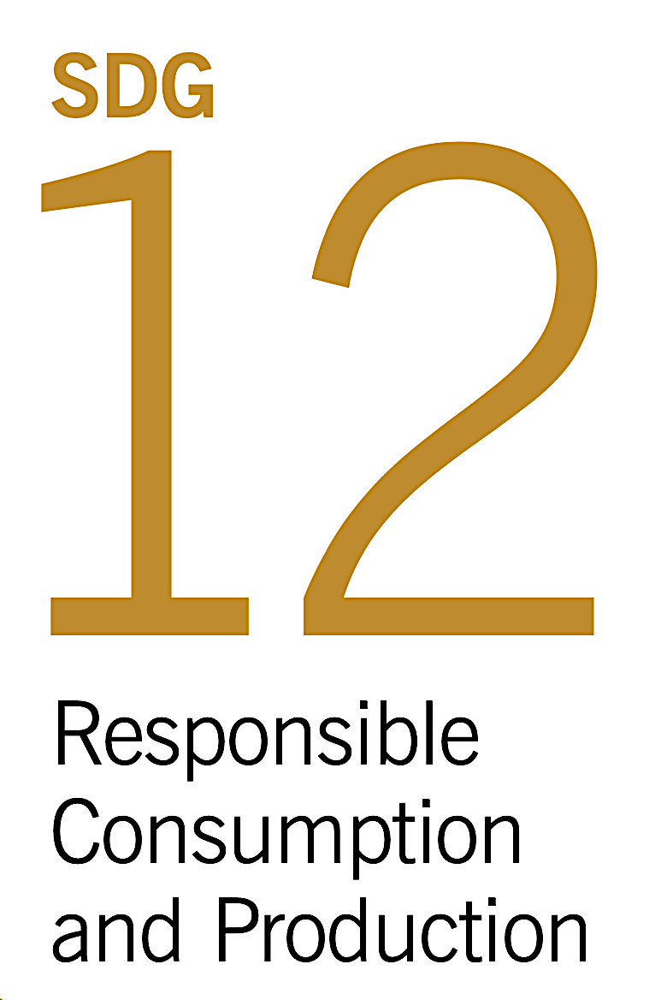 SDG
12
Responsible
Consumption
and Production